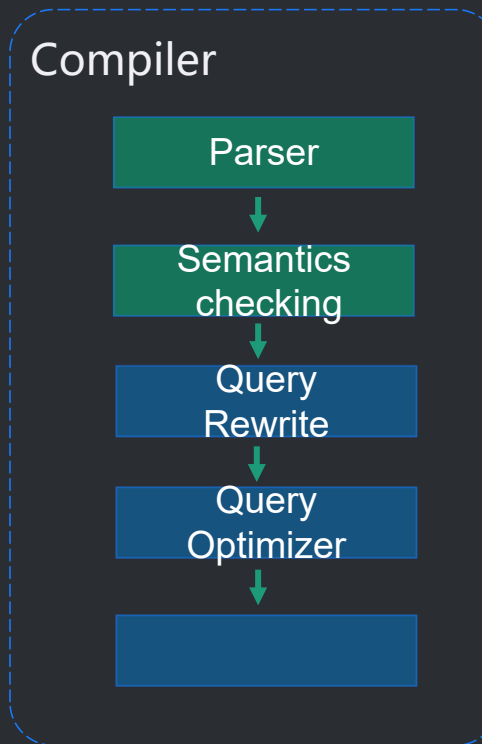 Compiler
Parser
Semantics
checking
Query
Rewrite
Query
Optimizer